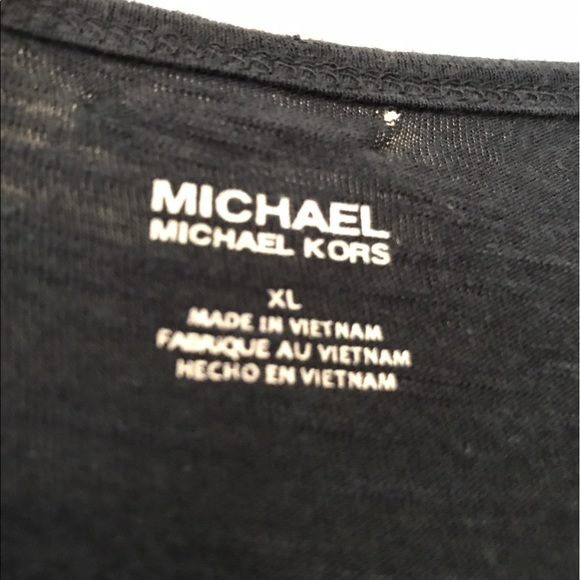 MICHAEL
MICHAEL KORS
XL
MADE IN VIETNAM
FABRIQUE AU VIETNAM
HECHO EN VIETNAM